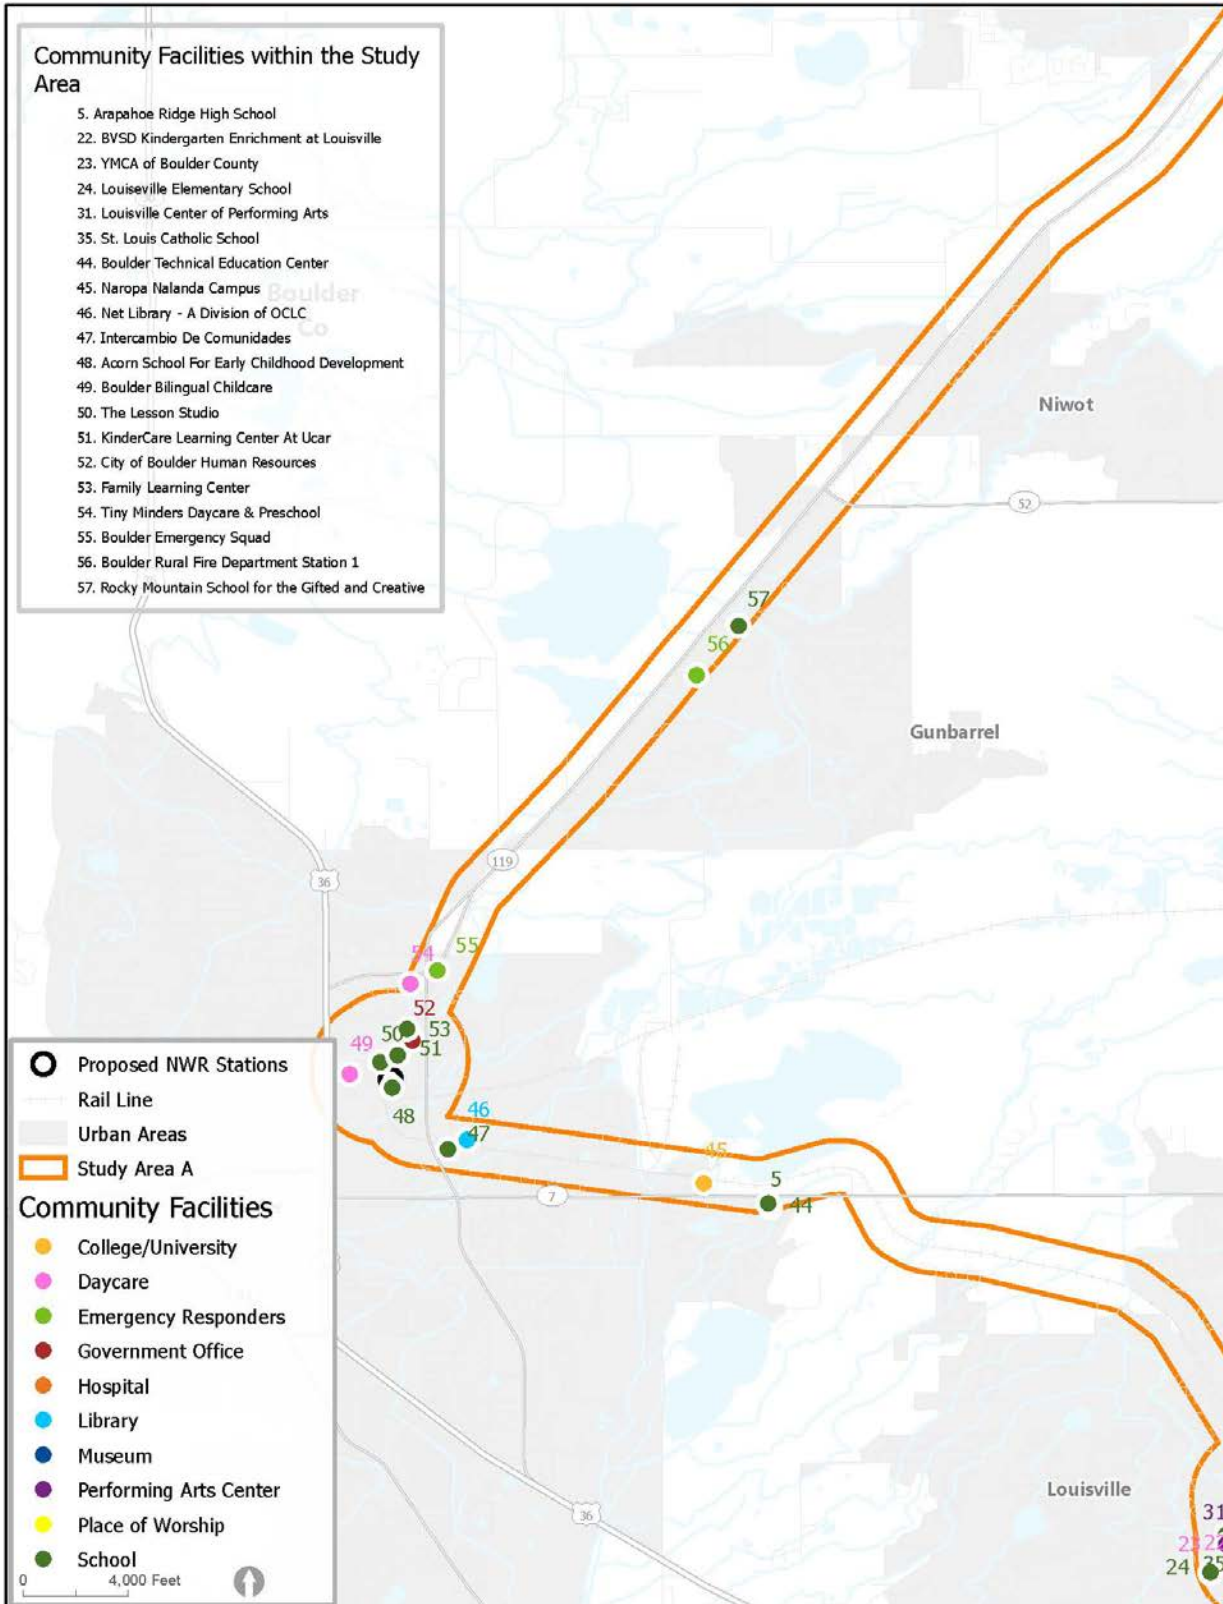 Community Facilities within the Study
Area
5. Arapahoe Ridge High School
22. BVSD Kindergarten Enrichment at Louisville
23. YMCA of Boulder County
24. Louiseville Elementary School
31. Louisville Center of Performing Arts
35. St. Louis Catholic School
44. Boulder Technical Education Center
45. Naropa Nalanda Campus
46. Net Library - A Division of OCLC
47. Intercambio De Comunidades
48. Acorn School For Early Childhood Development
49. Boulder Bilingual Childcare
50. The Lesson Studio
51. KinderCare Learning Center At Ucar
52. City of Boulder Human Resources
53. Family Learning Center
54. Tiny Minders Daycare & Preschool
55. Boulder Emergency Squad
56. Boulder Rural Fire Department Station 1
57. Rocky Mountain School for the Gifted and Creative
Boulder
Co
Niwot
52
57
56
Gunbarrel
119
36
54
55
52
53
50
51
49
48
46
47
45
5
44
7
Proposed NWR Stations
Rail Line
Urban Areas
Study Area A
Community Facilities
College/University
Daycare
Emergency Responders
Government Office
Hospital
Library
Museum
Performing Arts Center
Place of Worship
School
0 4,000 Feet
36
Louisville
31
23
24
35